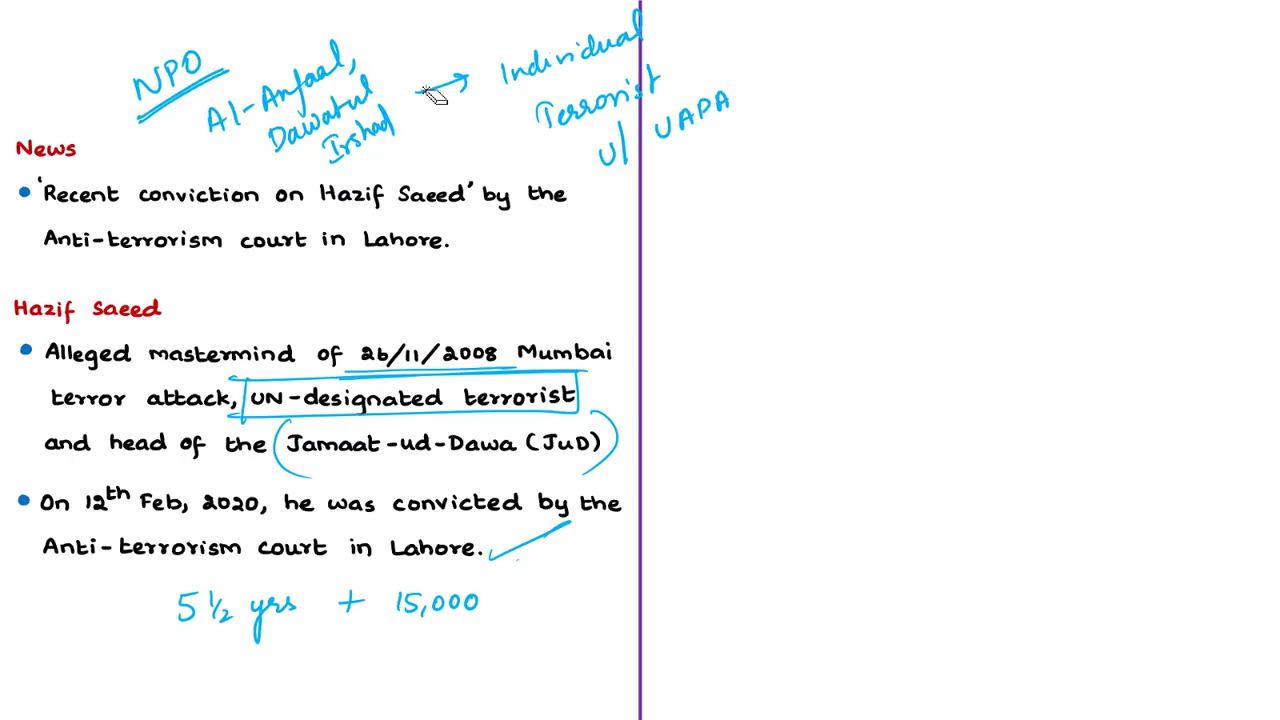 NPO
Al-Anfaal,
Dawatul
Irshad
Individual
Terrorist
u/ UAPA
News
'Recent conviction on Hazif Saeed' by the
Anti-terrorism court in Lahore.
Hazif Saeed
Alleged mastermind of 26/11/2008 Mumbai
terror attack, UN-designated terrorist
and head of the Jamaat-ud-Dawa (JuD)
On 12th Feb, 2020, he was convicted by the
Anti-terrorism court in Lahore.
5 1/2 yrs + 15,000